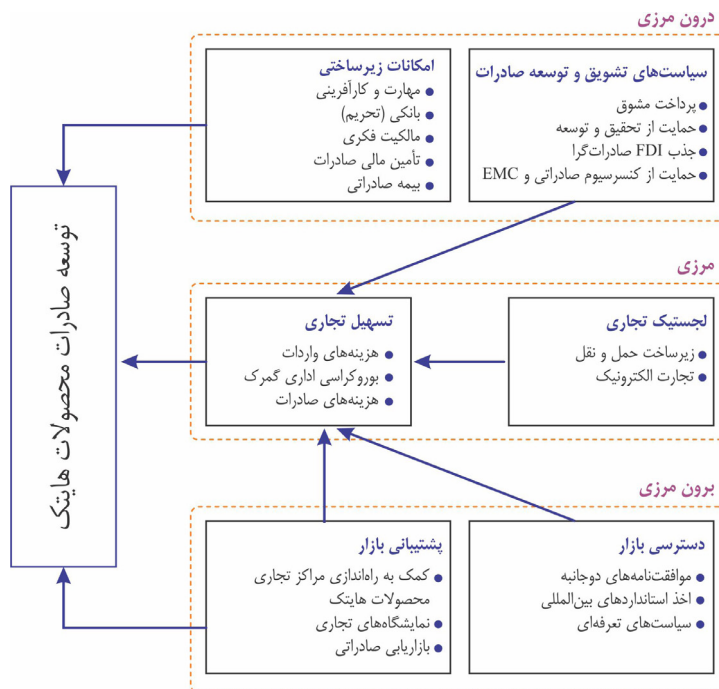 درون مرزی
سیاست‌های تشویق و توسعه صادرات
● پرداخت مشوق
● حمایت از تحقیق و توسعه
● جذب FDI صادرات‌گرا
● حمایت از کنسرسیوم صادراتی و EMC
امکانات زیرساختی
● مهارت و کارآفرینی
● بانکی (تحریم)
● مالکیت فکری
● تأمین مالی صادرات
● بیمه صادراتی
مرزی
لجستیک تجاری
● زیرساخت حمل و نقل
● تجارت الکترونیک
تسهیل تجاری
● هزینه‌های واردات
● بوروکراسی اداری گمرک
● هزینه‌های صادرات
برون مرزی
دسترسی بازار
● موافقت‌نامه‌های دوجانبه
● اخذ استانداردهای بین‌المللی
● سیاست‌های تعرفه‌ای
پشتیبانی بازار
● کمک به راه‌اندازی مراکز تجاری
محصولات هایتک
● نمایشگاه‌های تجاری
● بازاریابی صادراتی
توسعه صادرات محصولات هایتک